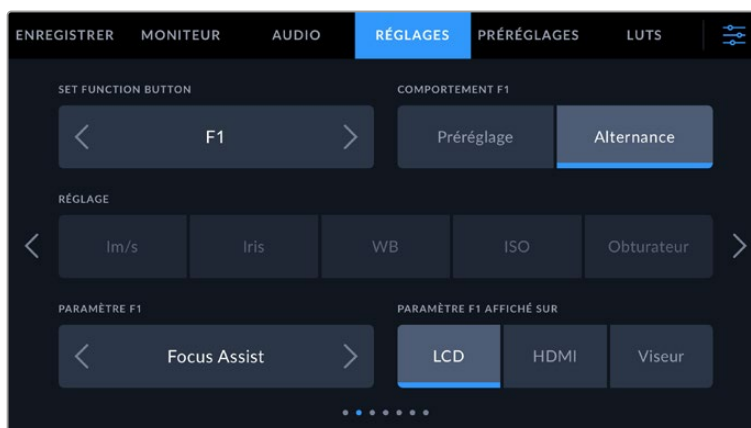 ENREGISTRER MONITEUR AUDIO RÉGLAGES PRÉRÉGLAGES LUTS
SET FUNCTION BUTTON COMPORTEMENT F1
F1 Préréglage Alternance
RÉGLAGE
Im/s Iris WB ISO Obturateur
PARAMÈTRE F1 PARAMÈTRE F1 AFFICHÉ SUR
Focus Assist LCD HDMI Viseur